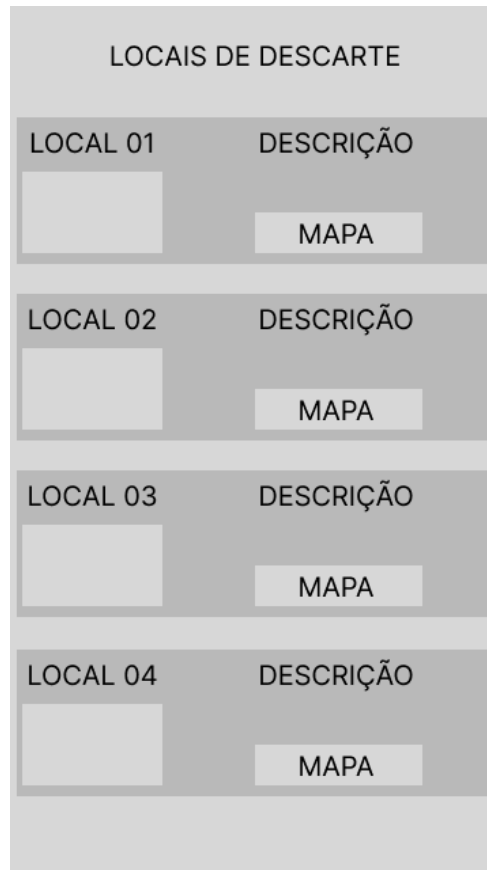 LOCAIS DE DESCARTE
LOCAL 01
DESCRIÇÃO
MAPA
LOCAL 02
DESCRIÇÃO
MAPA
LOCAL 03
DESCRIÇÃO
MAPA
LOCAL 04
DESCRIÇÃO
MAPA